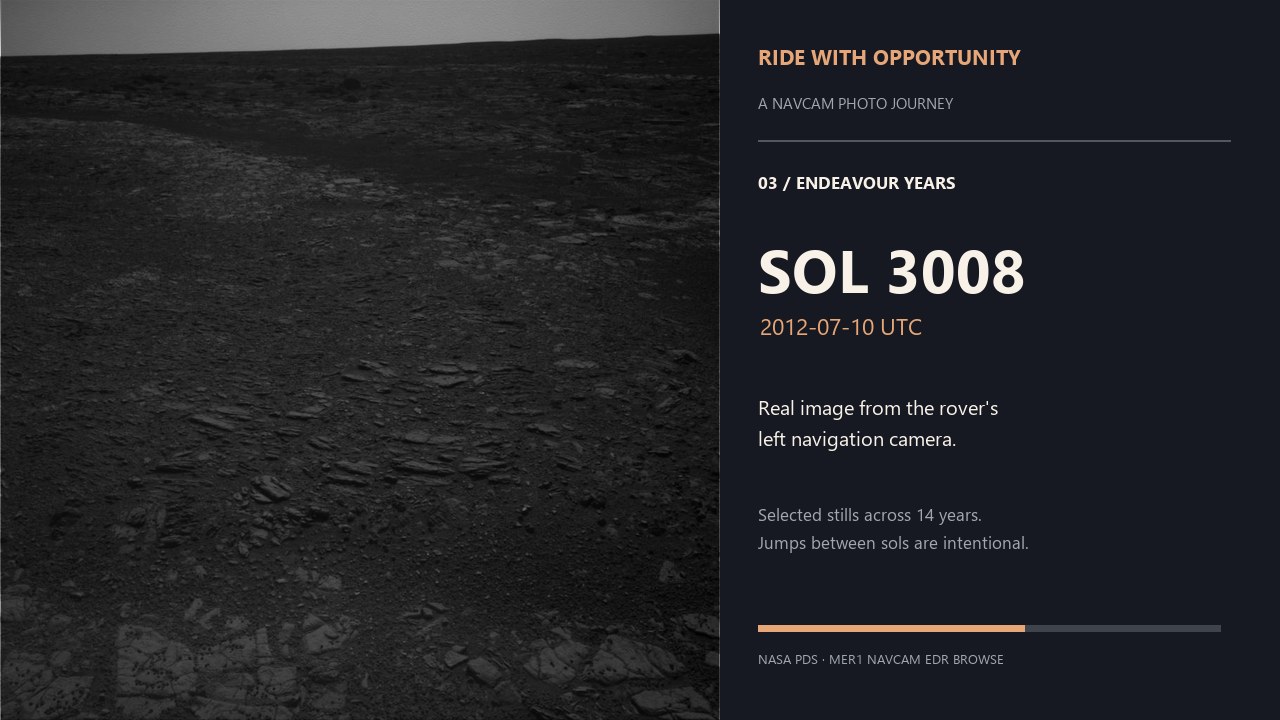 RIDE WITH OPPORTUNITY
A NAVCAM PHOTO JOURNEY
03 / ENDEAVOUR YEARS
SOL 3008
2012-07-10 UTC
Real image from the rover's
left navigation camera.
Selected stills across 14 years.
Jumps between sols are intentional.
NASA PDS · MER1 NAVCAM EDR BROWSE